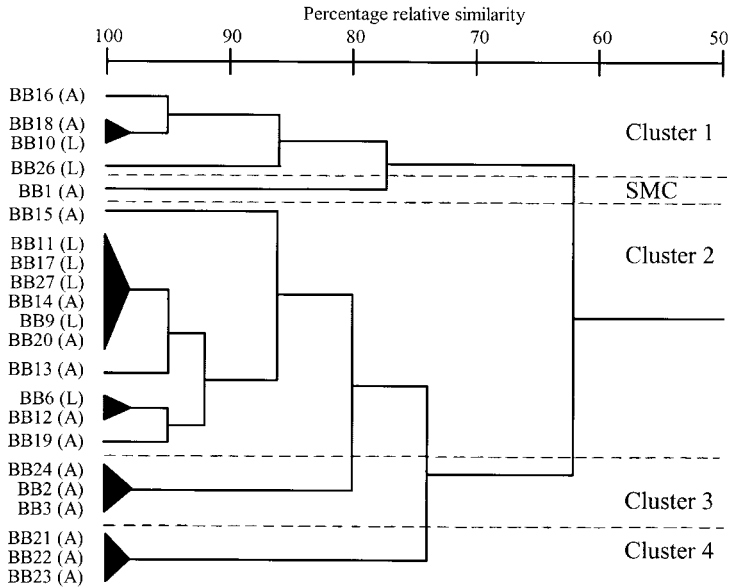 Percentage relative similarity
100 90 80 70 60 50
BB16 (A)
BB18 (A)
BB10 (L)
Cluster 1
BB26 (L)
BB1 (A)
SMC
BB15 (A)
BB11 (L)
Cluster 2
BB17 (L)
BB27 (L)
BB14 (A)
BB9 (L)
BB20 (A)
BB13 (A)
BB6 (L)
BB12 (A)
BB19 (A)
BB24 (A)
BB2 (A)
BB3 (A)
Cluster 3
BB21 (A)
BB22 (A)
Cluster 4
BB23 (A)